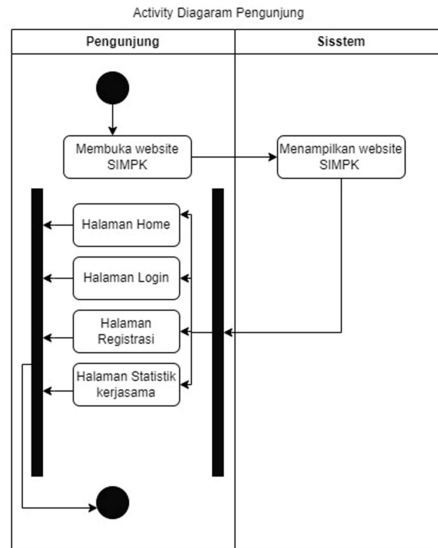 Activity Diagaram Pengunjung
Pengunjung
Sisstem
Membuka website
SIMPK
Menampilkan website
SIMPK
Halaman Home
Halaman Login
Halaman
Registrasi
Halaman Statistik
kerjasama